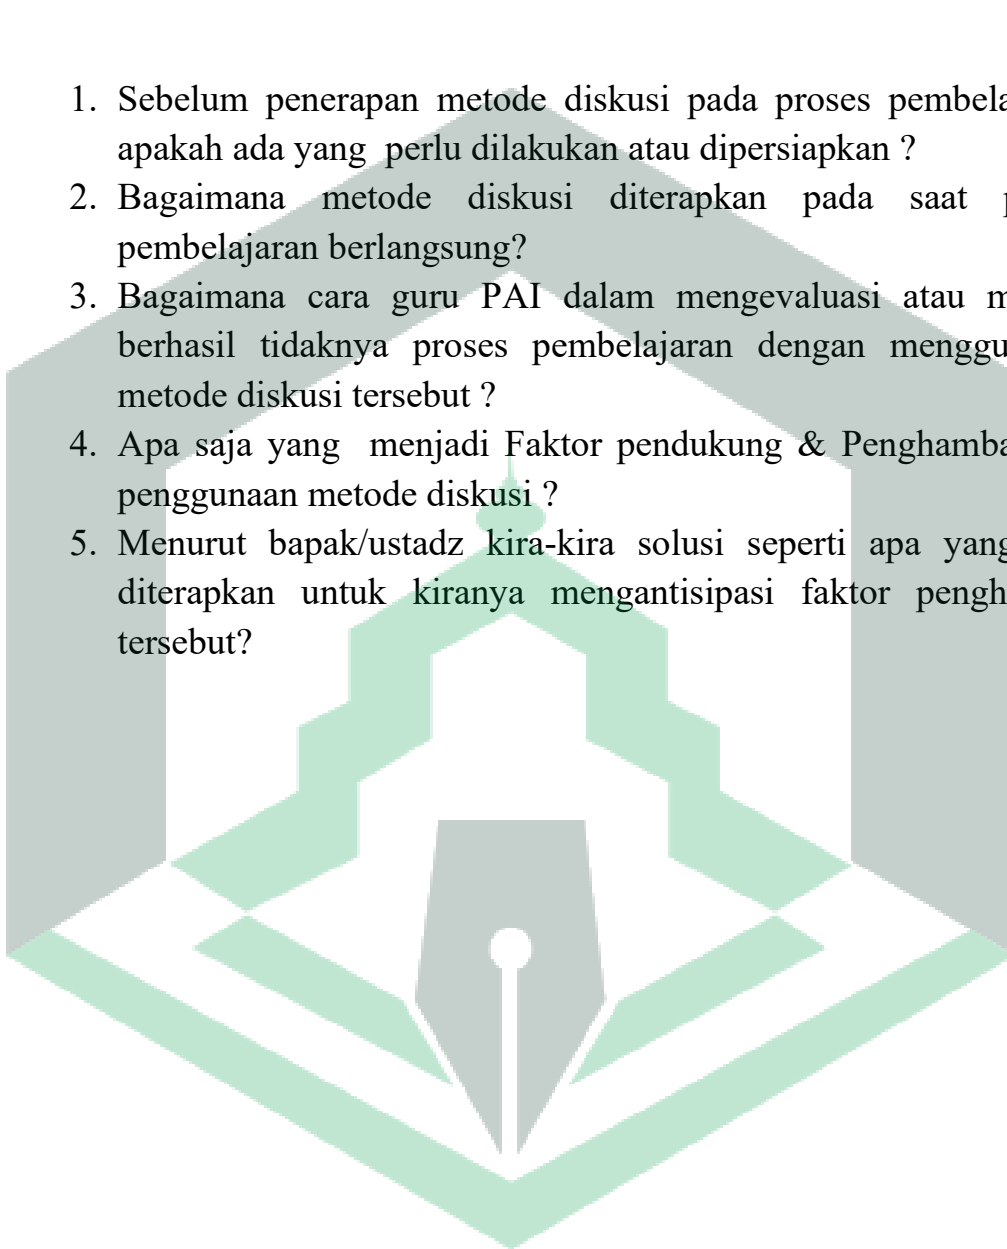 1. Sebelum penerapan metode diskusi pada proses pembela
apakah ada yang perlu dilakukan atau dipersiapkan ?
2. Bagaimana metode diskusi diterapkan pada saat
pembelajaran berlangsung?
3. Bagaimana cara guru PAI dalam mengevaluasi atau m
berhasil tidaknya proses pembelajaran dengan menggu
metode diskusi tersebut ?
4. Apa saja yang menjadi Faktor pendukung & Penghamba
penggunaan metode diskusi ?
5. Menurut bapak/ustadz kira-kira solusi seperti apa yang
diterapkan untuk kiranya mengantisipasi faktor pengh
tersebut?